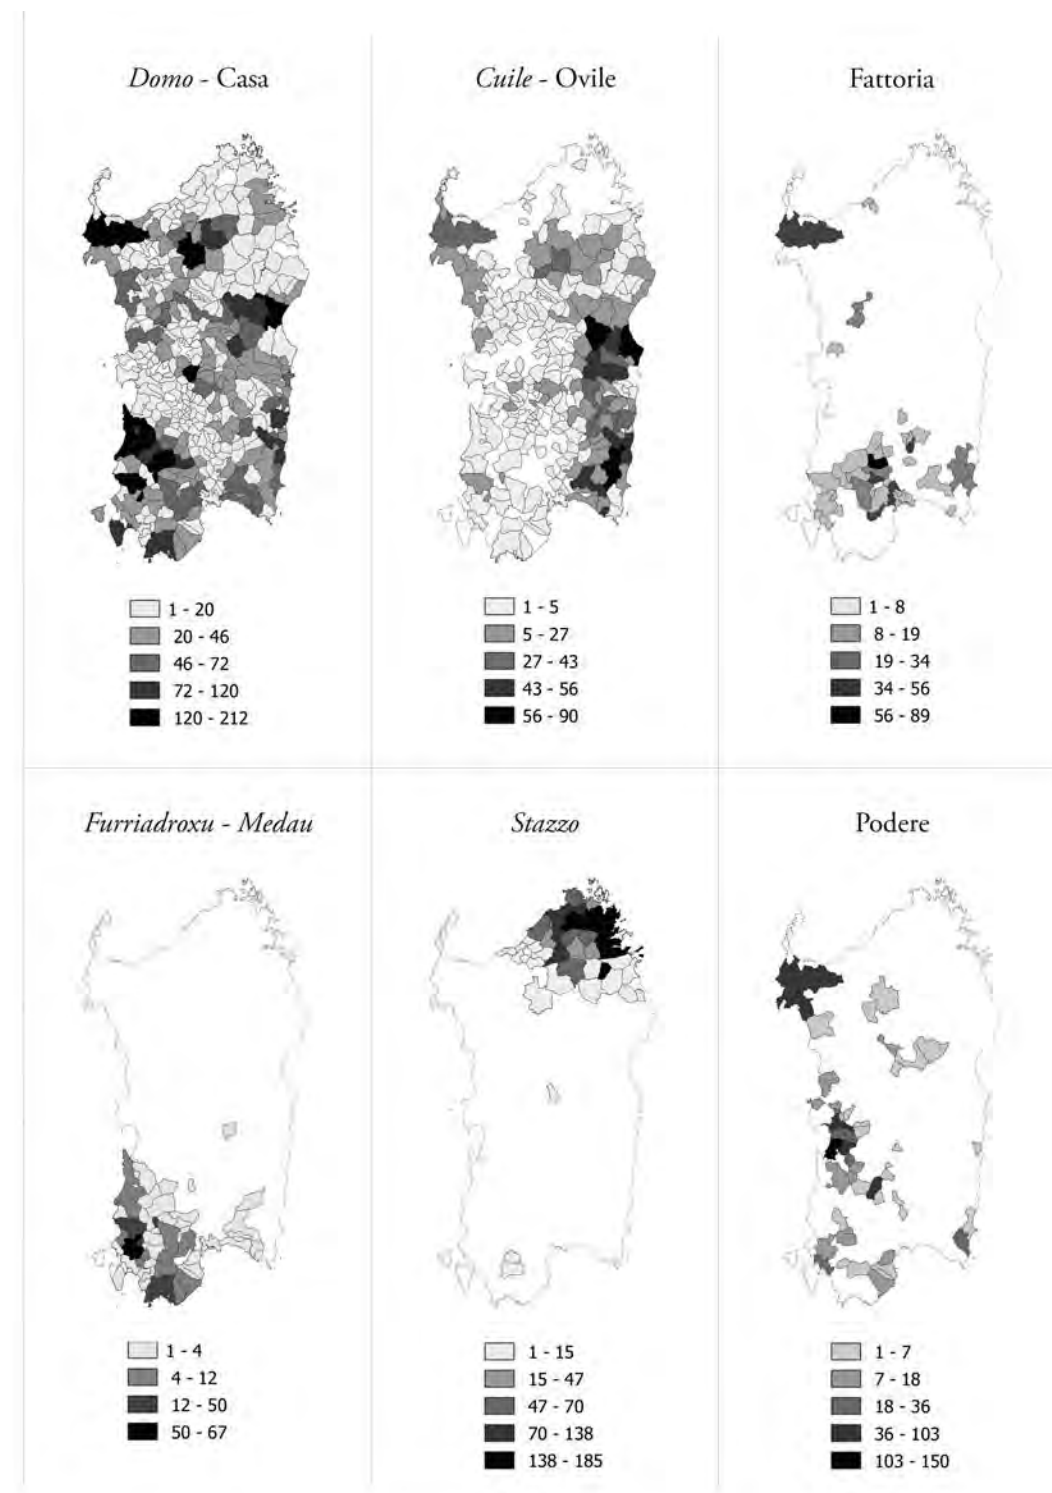 Domo - Casa
Cuile - Ovile
Fattoria
1 - 20
20 - 46
46 - 72
72 - 120
120 - 212
1 - 5
5 - 27
27 - 43
43 - 56
56 - 90
1 - 8
8 - 19
19 - 34
34 - 56
56 - 89
Furriadroxu - Medau
Stazzo
Podere
1 - 4
4 - 12
12 - 50
50 - 67
1 - 15
15 - 47
47 - 70
70 - 138
138 - 185
1 - 7
7 - 18
18 - 36
36 - 103
103 - 150